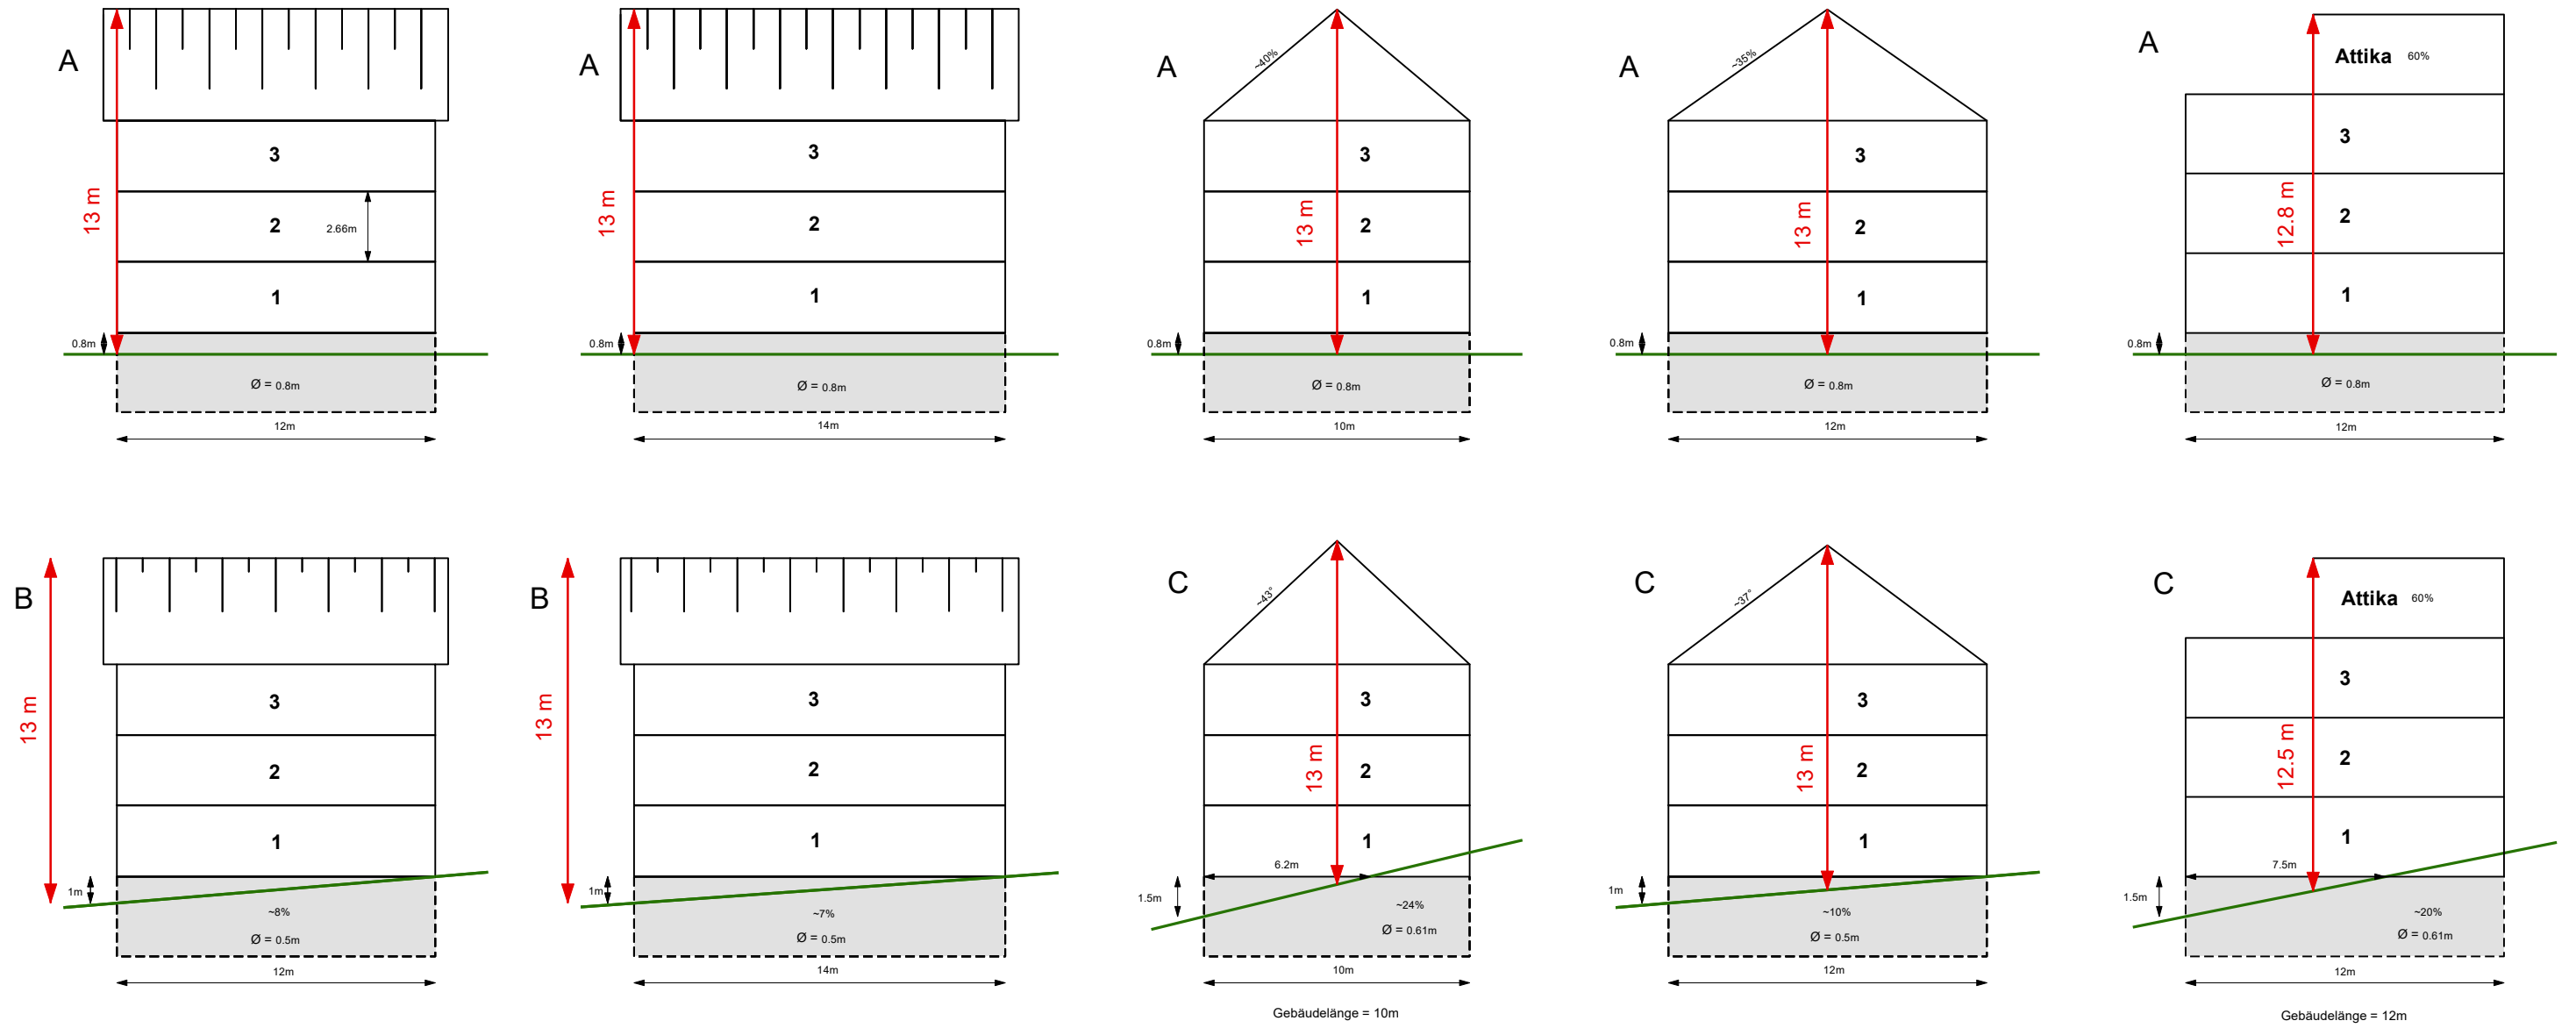 A
3
13 m
2
2.66m
1
0.8m
Ø = 0.8m
12m
A
3
13 m
2
1
0.8m
Ø = 0.8m
14m
A
~40%
3
13 m
2
1
0.8m
Ø = 0.8m
10m
A
~35%
3
13 m
2
1
0.8m
Ø = 0.8m
12m
A
Attika 60%
3
12.8 m
2
1
0.8m
Ø = 0.8m
12m
B
3
13 m
2
1
1m
~8%
Ø = 0.5m
12m
B
3
13 m
2
1
1m
~7%
Ø = 0.5m
14m
C
~43°
3
13 m
2
1
6.2m
1.5m
~24%
Ø = 0.61m
10m
Gebäudelänge = 10m
C
~37°
3
13 m
2
1
1m
~10%
Ø = 0.5m
12m
C
Attika 60%
3
12.5 m
2
1
7.5m
1.5m
~20%
Ø = 0.61m
12m
Gebäudelänge = 12m